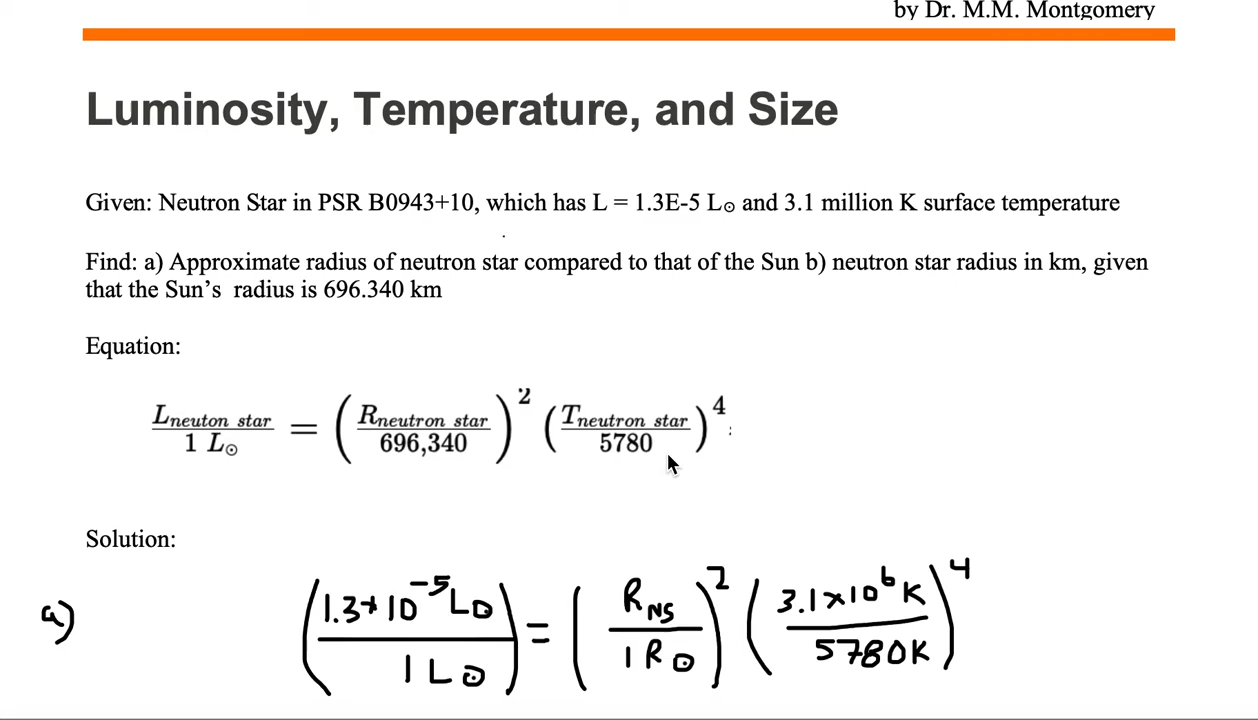 by Dr. M.M. Montgomery
Luminosity, Temperature, and Size
Given: Neutron Star in PSR B0943+10, which has L = 1.3E-5 L⊙ and 3.1 million K surface temperature
Find: a) Approximate radius of neutron star compared to that of the Sun b) neutron star radius in km, given
that the Sun's radius is 696.340 km
Equation:
L_neuton star / 1 L⊙ = (R_neutron star / 696,340)^2 (T_neutron star / 5780)^4
Solution:
a) (1.3×10^-5 L⊙ / 1 L⊙) = (R_NS / 1 R⊙)^2 (3.1×10^6 K / 5780K)^4